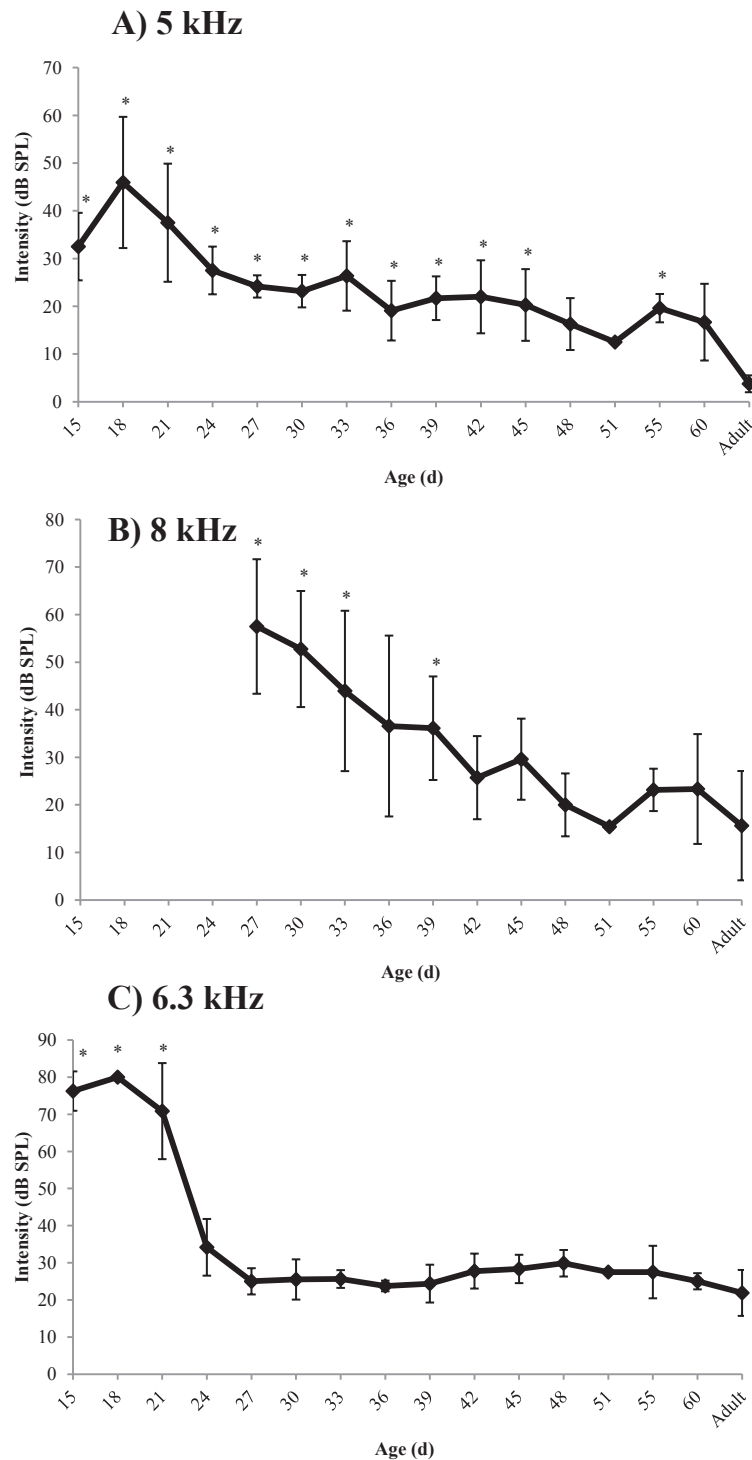 A) 5 kHz
70
60
50
40
30
20
10
0
Intensity (dB SPL)
* * * * * * * * * * * *
15 18 21 24 27 30 33 36 39 42 45 48 51 55 60 Adult
Age (d)
B) 8 kHz
80
70
60
50
40
30
20
10
0
Intensity (dB SPL)
* * * *
15 18 21 24 27 30 33 36 39 42 45 48 51 55 60 Adult
Age (d)
C) 6.3 kHz
90
80
70
60
50
40
30
20
10
0
Intensity (dB SPL)
* * *
15 18 21 24 27 30 33 36 39 42 45 48 51 55 60 Adult
Age (d)